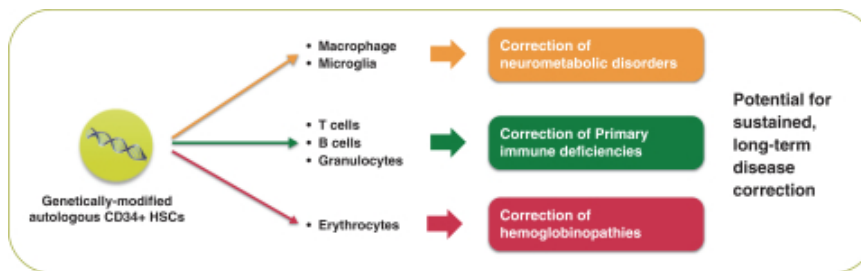 • Macrophage
• Microglia
Correction of
neurometabolic disorders
• T cells
• B cells
• Granulocytes
Correction of Primary
immune deficiencies
Potential for
sustained,
long-term
disease
correction
Genetically-modified
autologous CD34+ HSCs
• Erythrocytes
Correction of
hemoglobinopathies